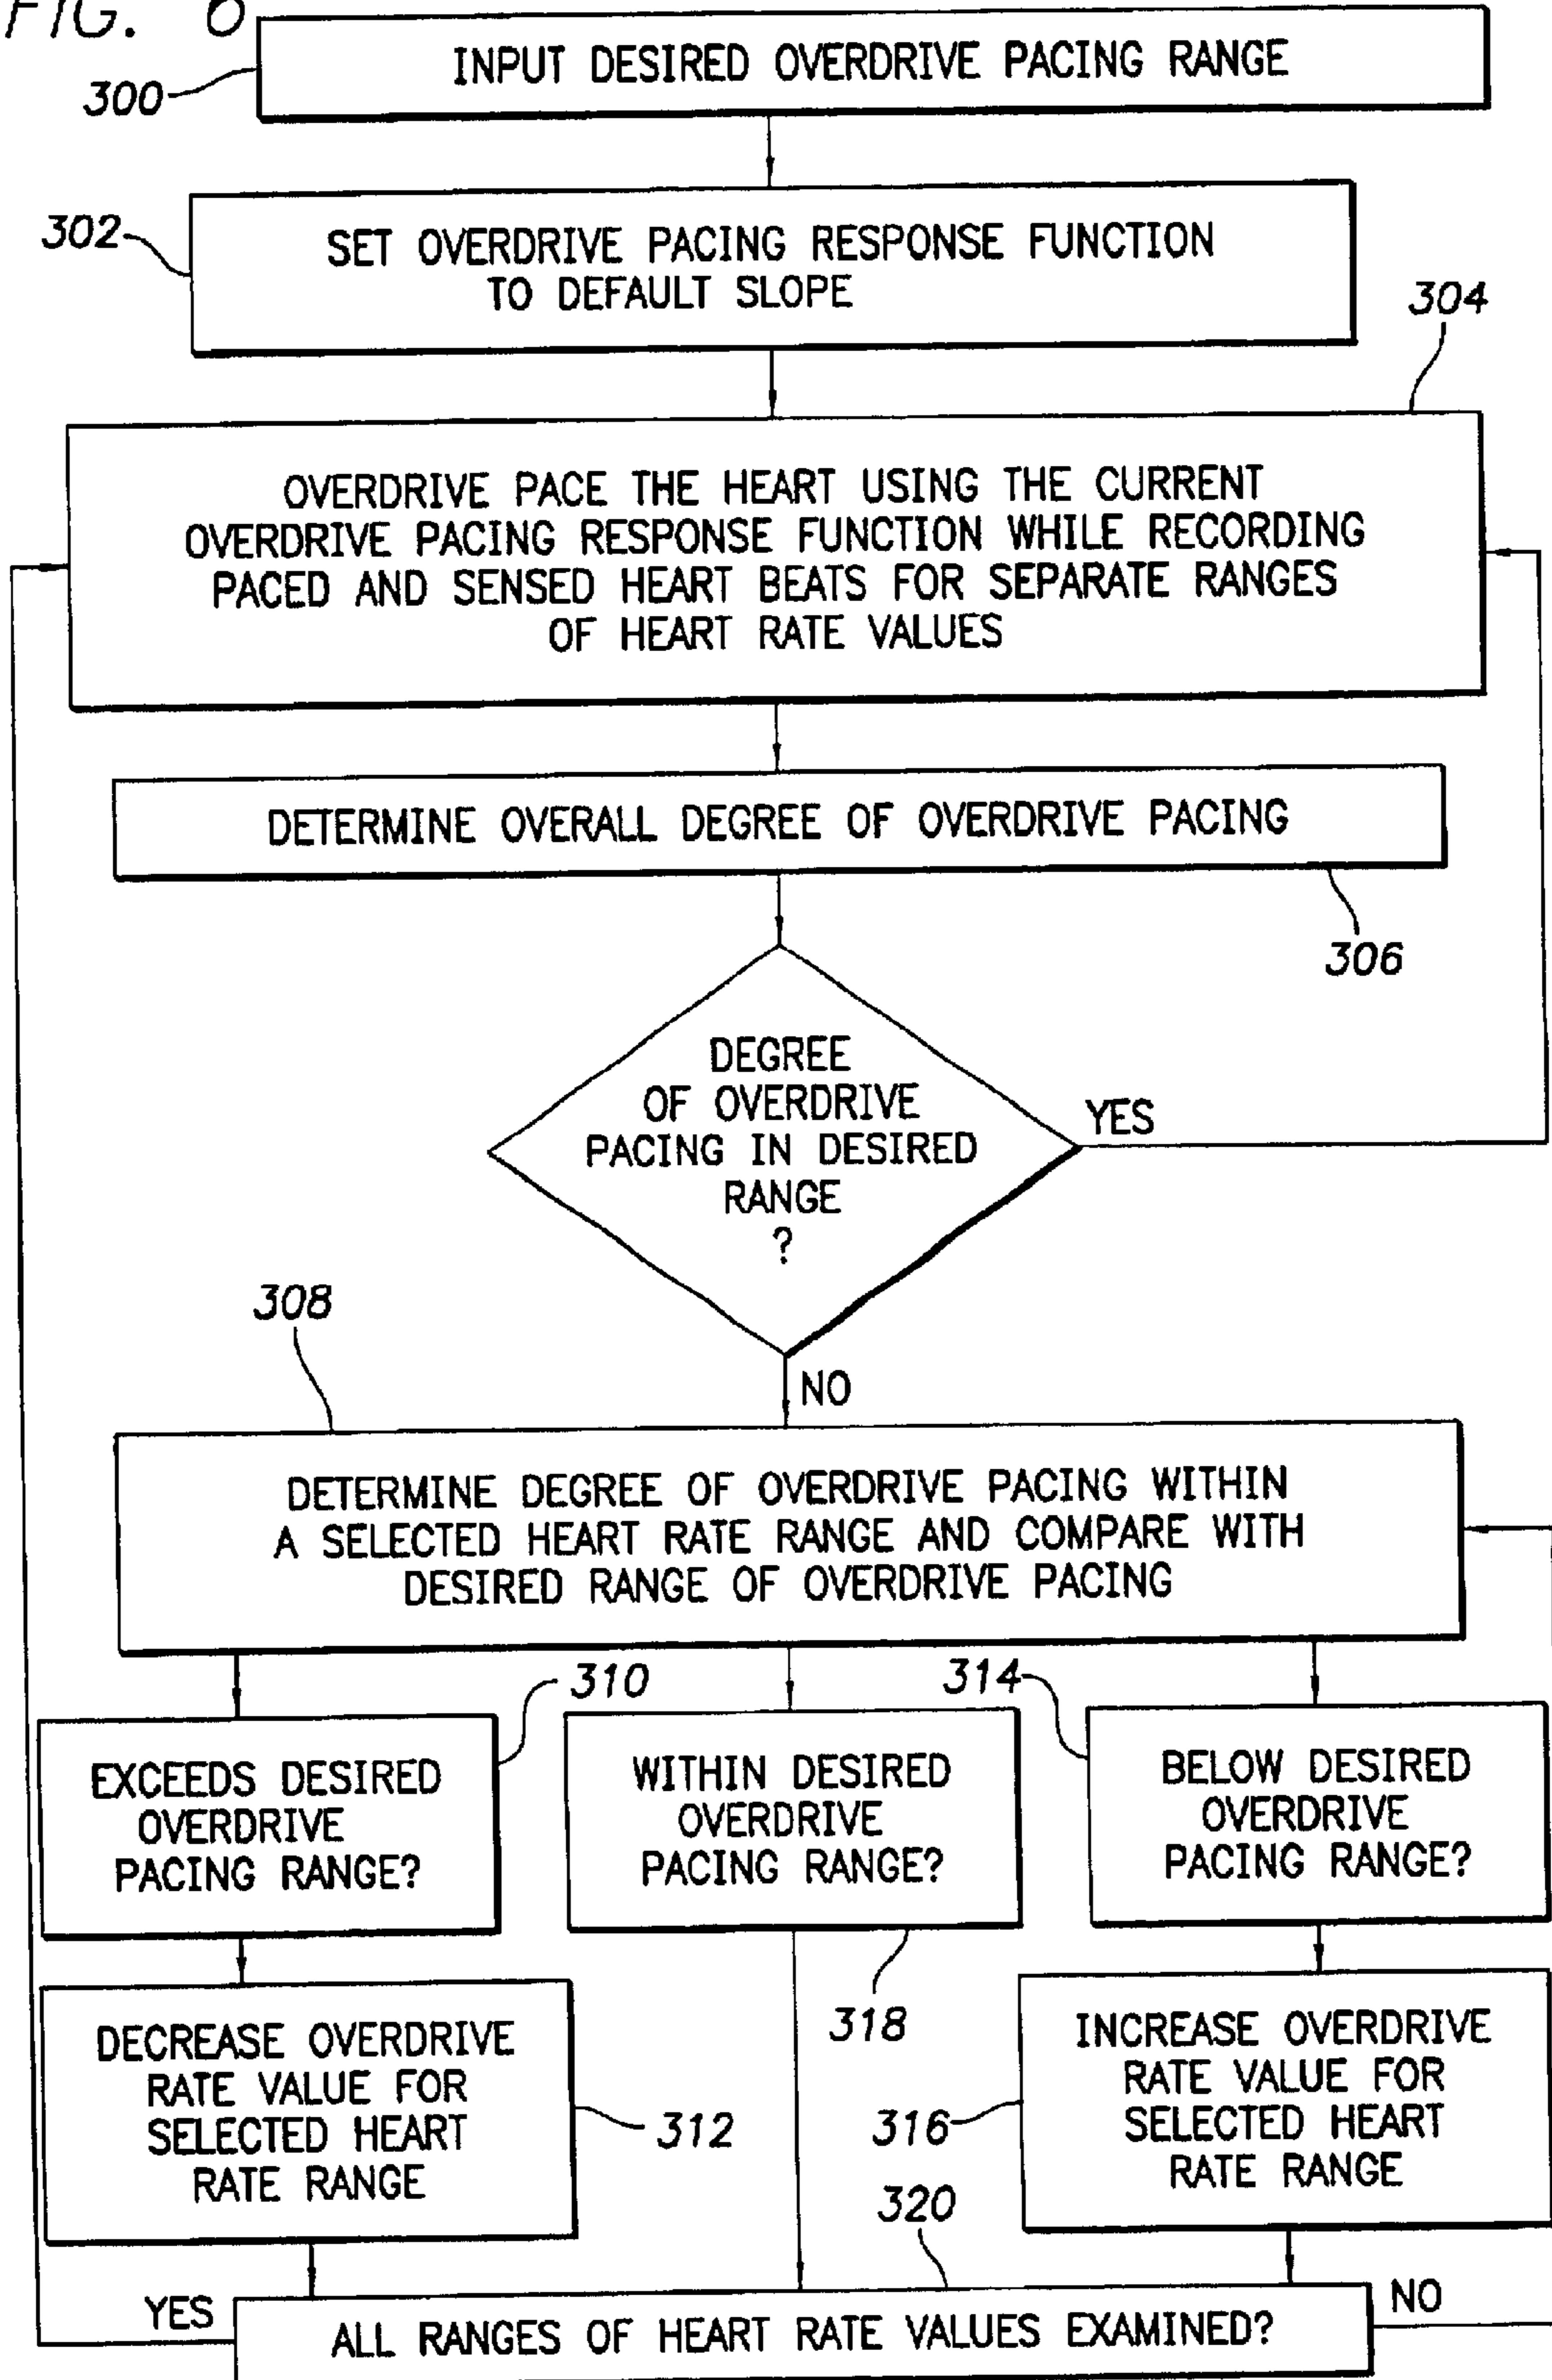 FIG. 6
INPUT DESIRED OVERDRIVE PACING RANGE
300
302
SET OVERDRIVE PACING RESPONSE FUNCTION
TO DEFAULT SLOPE
304
OVERDRIVE PACE THE HEART USING THE CURRENT
OVERDRIVE PACING RESPONSE FUNCTION WHILE RECORDING
PACED AND SENSED HEART BEATS FOR SEPARATE RANGES
OF HEART RATE VALUES
DETERMINE OVERALL DEGREE OF OVERDRIVE PACING
306
DEGREE
OF OVERDRIVE
PACING IN DESIRED
RANGE
?
YES
NO
308
DETERMINE DEGREE OF OVERDRIVE PACING WITHIN
A SELECTED HEART RATE RANGE AND COMPARE WITH
DESIRED RANGE OF OVERDRIVE PACING
310
EXCEEDS DESIRED
OVERDRIVE
PACING RANGE?
WITHIN DESIRED
OVERDRIVE
PACING RANGE?
318
314
BELOW DESIRED
OVERDRIVE
PACING RANGE?
DECREASE OVERDRIVE
RATE VALUE FOR
SELECTED HEART
RATE RANGE
312
316
INCREASE OVERDRIVE
RATE VALUE FOR
SELECTED HEART
RATE RANGE
320
YES
ALL RANGES OF HEART RATE VALUES EXAMINED?
NO